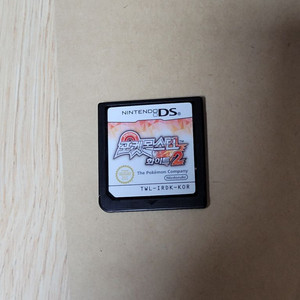 NINTENDO DS
포켓몬스터
화이트 2
The Pokémon Company
Nintendo
TWL-IRDK-KOR